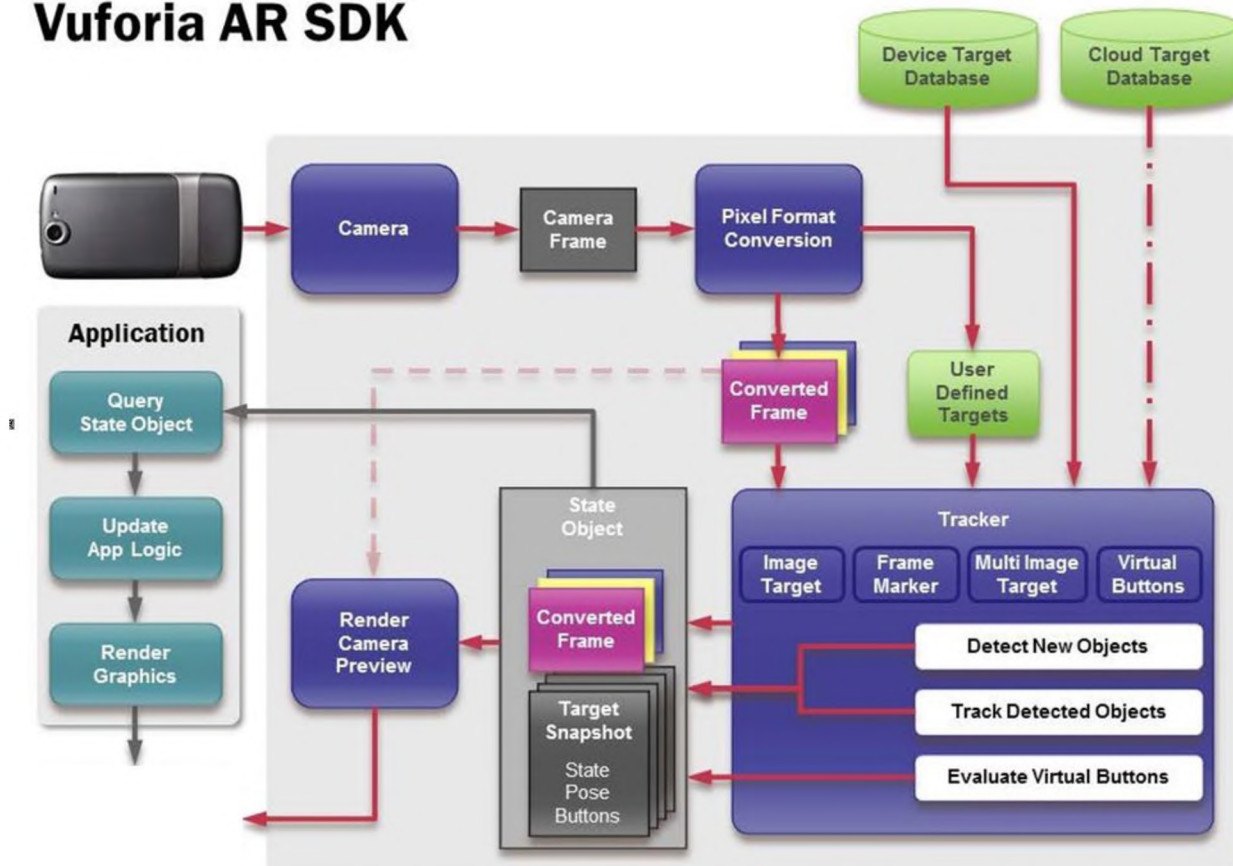 Vuforia AR SDK
Device Target
Database
Cloud Target
Database
Camera
Camera
Frame
Pixel Format
Conversion
Application
Query
State Object
Update
App Logic
Render
Graphics
Converted
Frame
User
Defined
Targets
Render
Camera
Preview
State
Object
Converted
Frame
Target
Snapshot
State
Pose
Buttons
Tracker
Image
Target
Frame
Marker
Multi Image
Target
Virtual
Buttons
Detect New Objects
Track Detected Objects
Evaluate Virtual Buttons